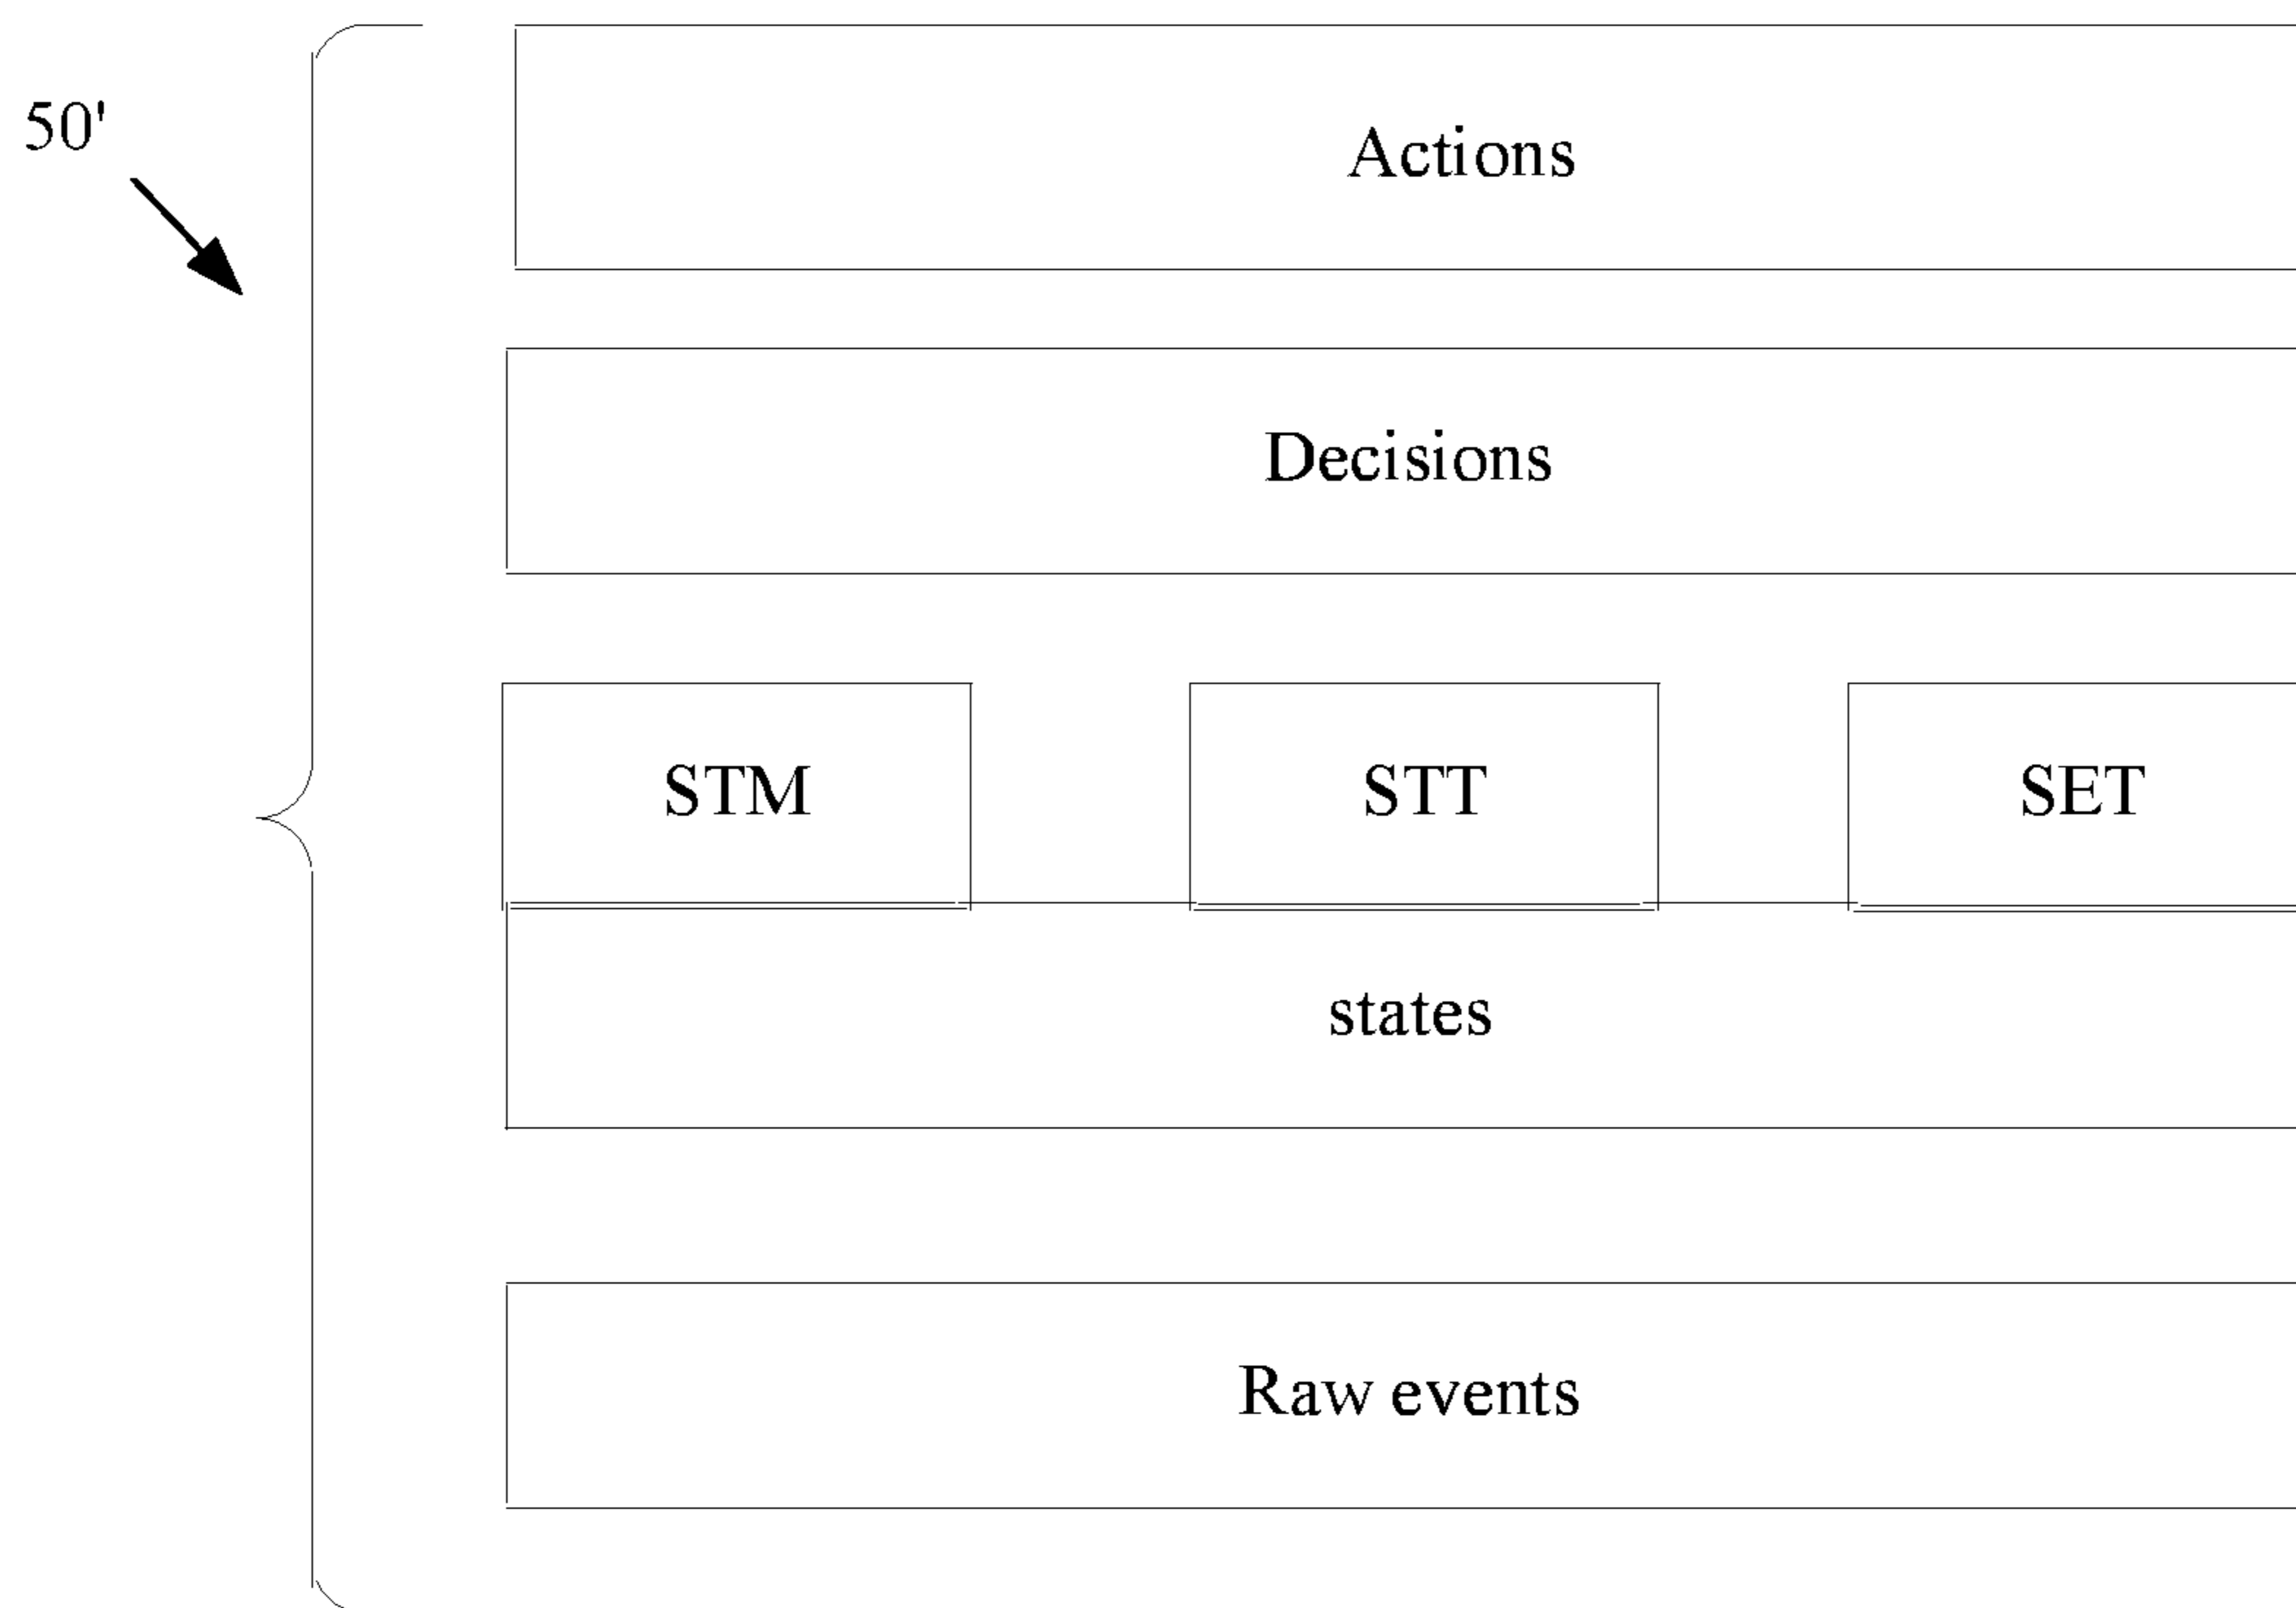 50'
Actions
Decisions
STM STT SET
states
Raw events